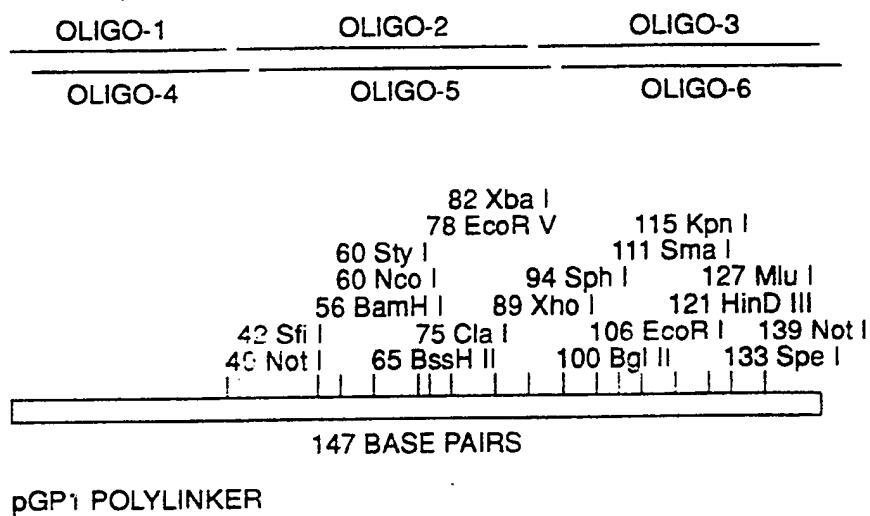 OLIGO-1 OLIGO-2 OLIGO-3
OLIGO-4 OLIGO-5 OLIGO-6
82 Xba I
78 EcoR V 115 Kpn I
60 Sty I 111 Sma I
60 Nco I 94 Sph I 127 Mlu I
56 BamH I 89 Xho I 121 HinD III
42 Sfi I 75 Cla I 106 EcoR I 139 Not I
Not I 65 BssH II 100 Bgl II 133 Spe I
147 BASE PAIRS
pGP1 POLYLINKER